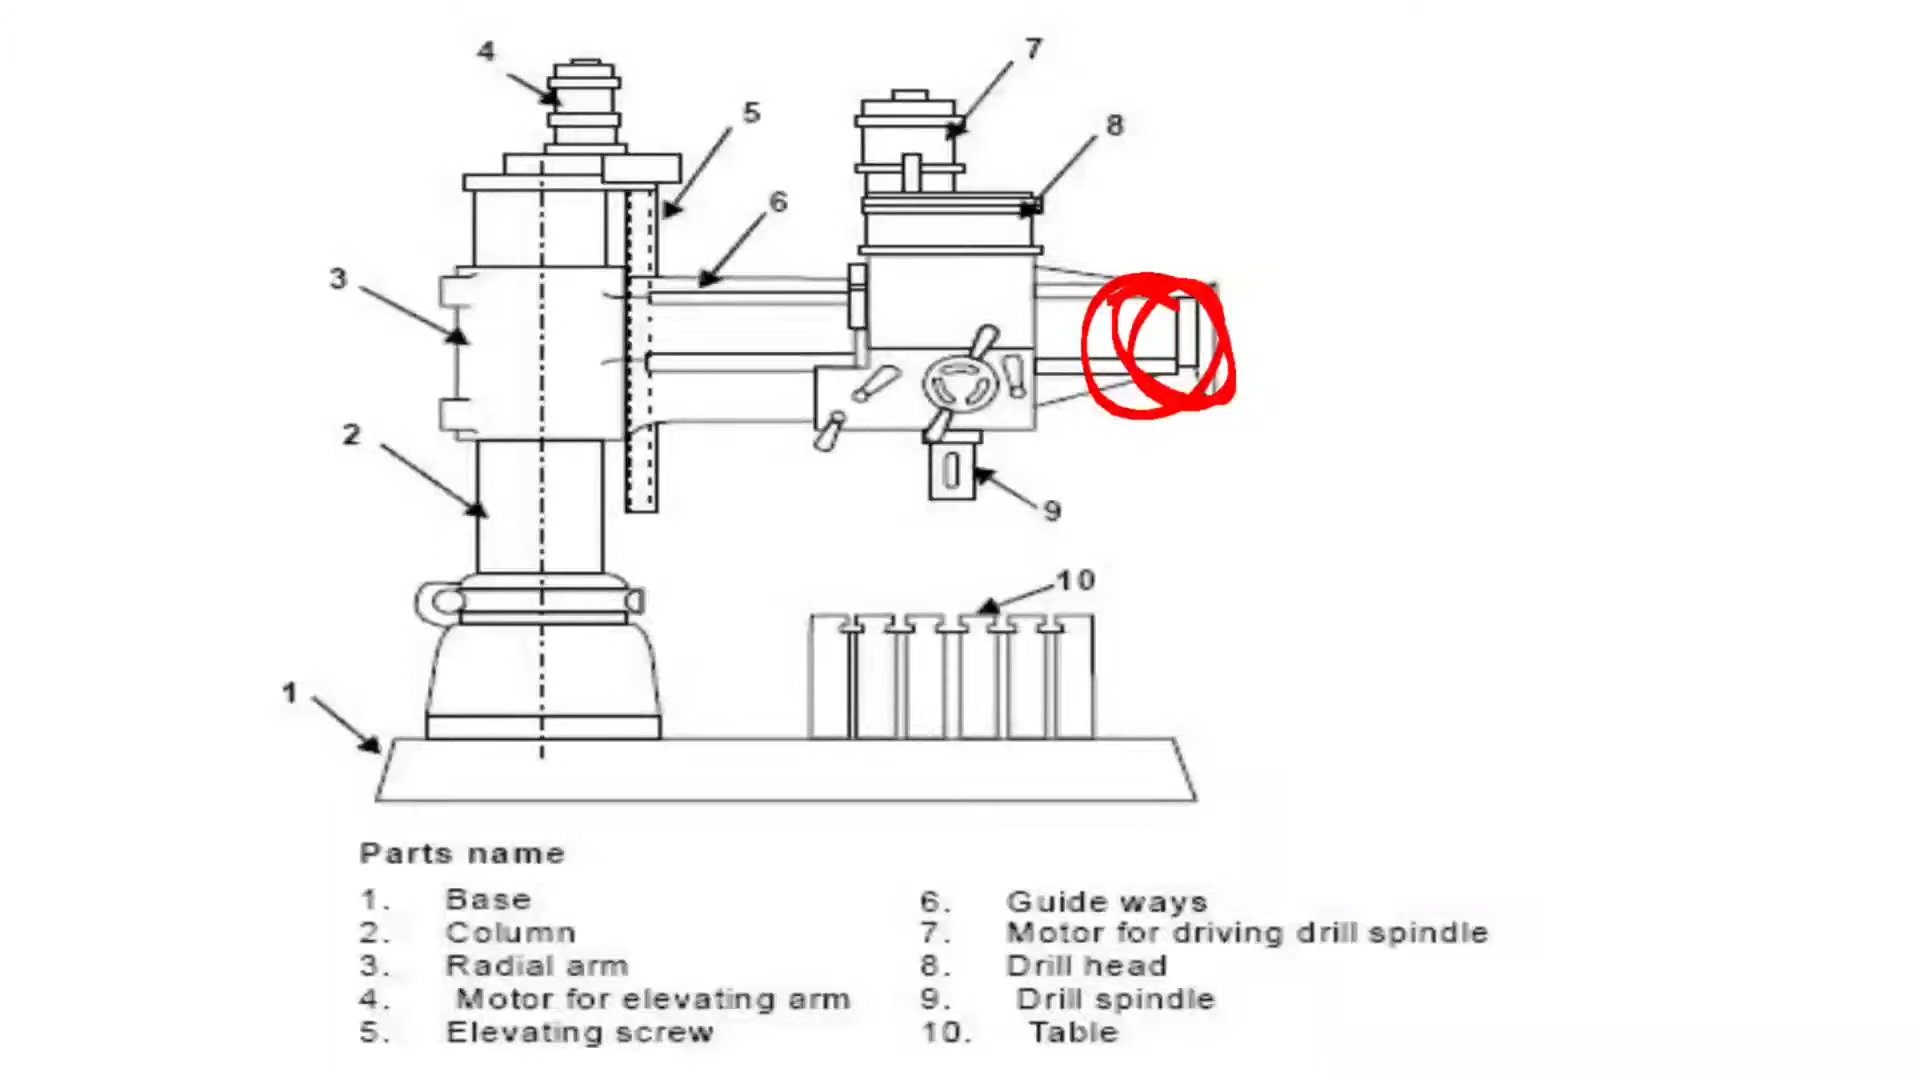 4
7
5
8
6
3
2
9
10
1
Parts name
1. Base
2. Column
3. Radial arm
4. Motor for elevating arm
5. Elevating screw
6. Guide ways
7. Motor for driving drill spindle
8. Drill head
9. Drill spindle
10. Table